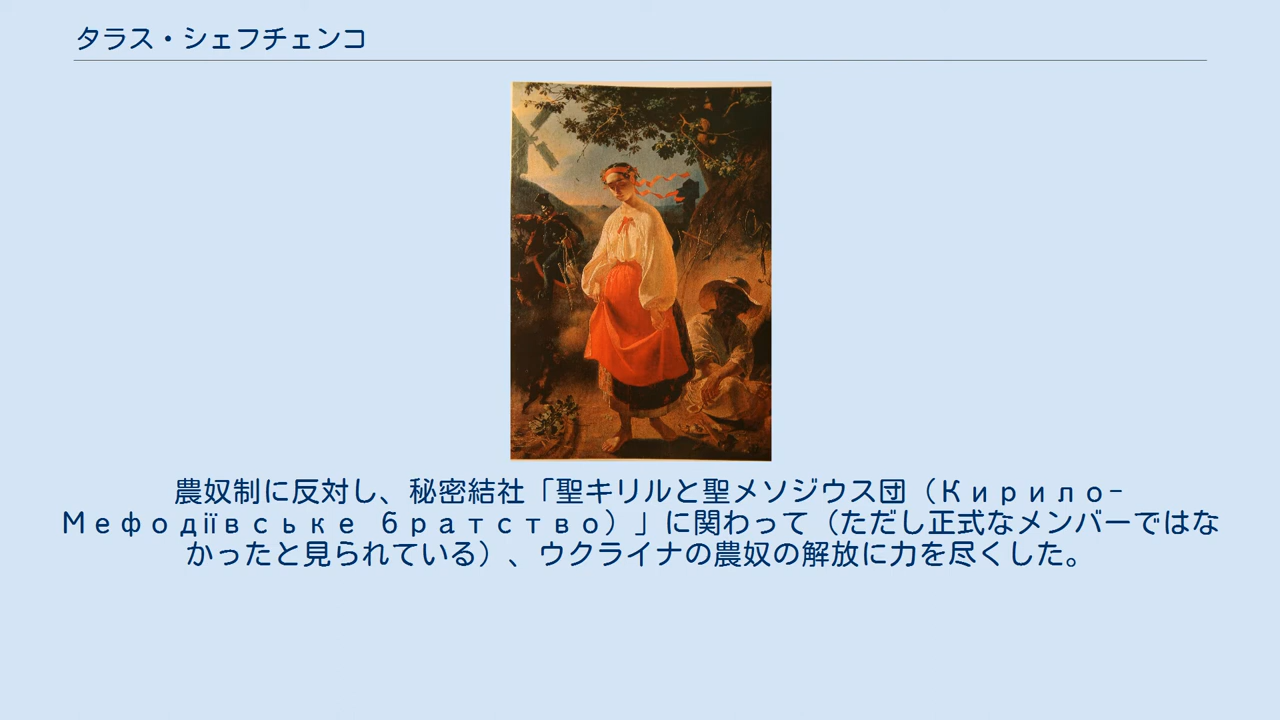 タラス・シェフチェンコ
農奴制に反対し、秘密結社「聖キリルと聖メソジウス団（Кирило-
Мефодіївське братство）」に関わって（ただし正式なメンバーではな
かったと見られている）、ウクライナの農奴の解放に力を尽くした。